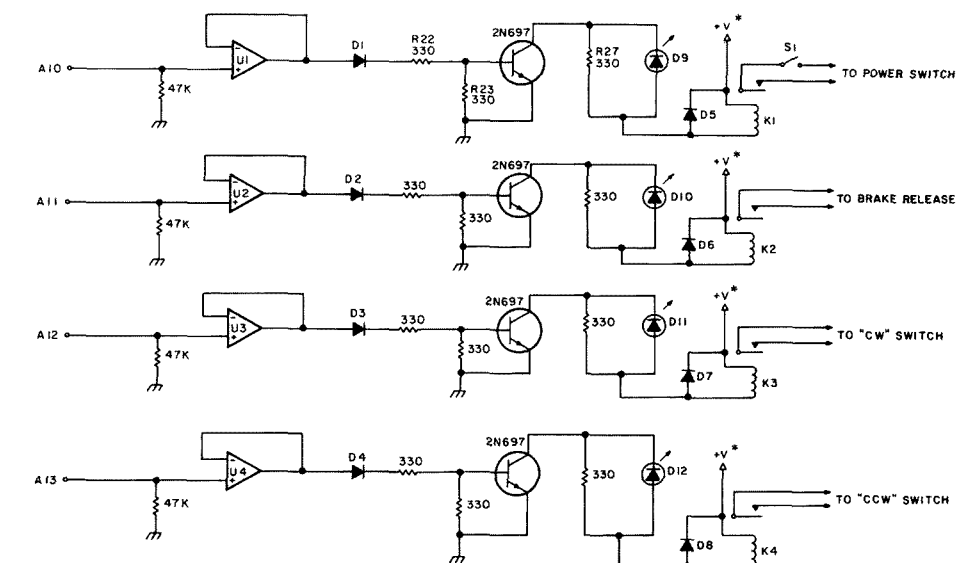 2N697
+V*
D1
R22
330
S1
A10
- U1 +
R27
330
D9
TO POWER SWITCH
47K
R23
330
D5
K1
2N697
+V*
D2
330
A11
- U2 +
330
330
D10
TO BRAKE RELEASE
47K
D6
K2
2N697
+V*
D3
330
A12
- U3 +
330
330
D11
TO "CW" SWITCH
47K
D7
K3
2N697
+V*
D4
330
A13
- U4 +
330
330
D12
TO "CCW" SWITCH
47K
D8
K4